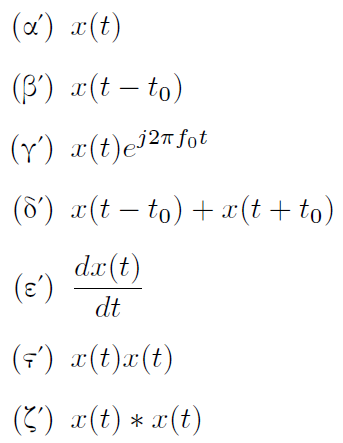 (α΄) x(t)
(β΄) x(t − t₀)
(γ΄) x(t)e^{j2πf₀t}
(δ΄) x(t − t₀) + x(t + t₀)
(ε΄) dx(t)/dt
(ϛ΄) x(t)x(t)
(ζ΄) x(t) ∗ x(t)